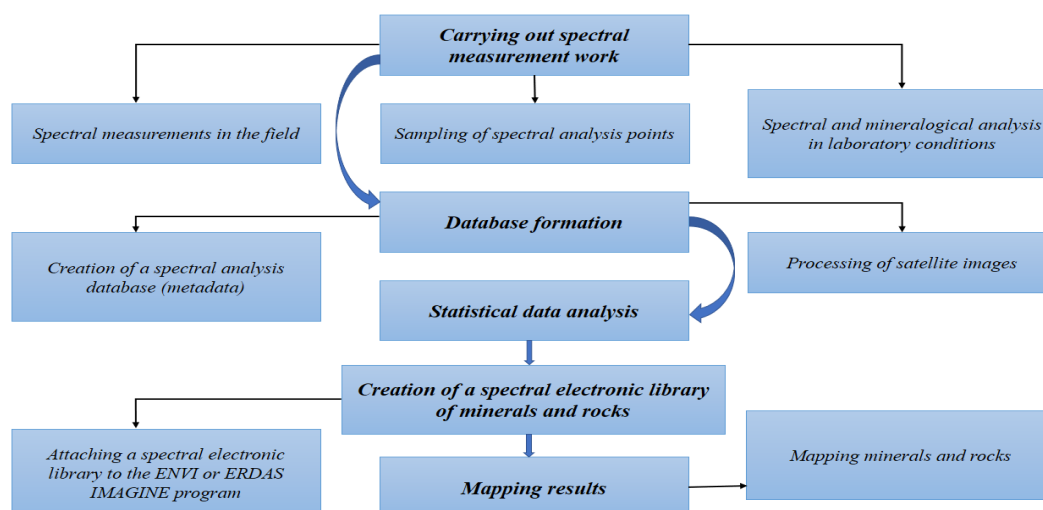 Carrying out spectral
measurement work
Spectral measurements in the field
Sampling of spectral analysis points
Spectral and mineralogical analysis
in laboratory conditions
Database formation
Creation of a spectral analysis
database (metadata)
Processing of satellite images
Statistical data analysis
Creation of a spectral electronic library
of minerals and rocks
Attaching a spectral electronic
library to the ENVI or ERDAS
IMAGINE program
Mapping results
Mapping minerals and rocks